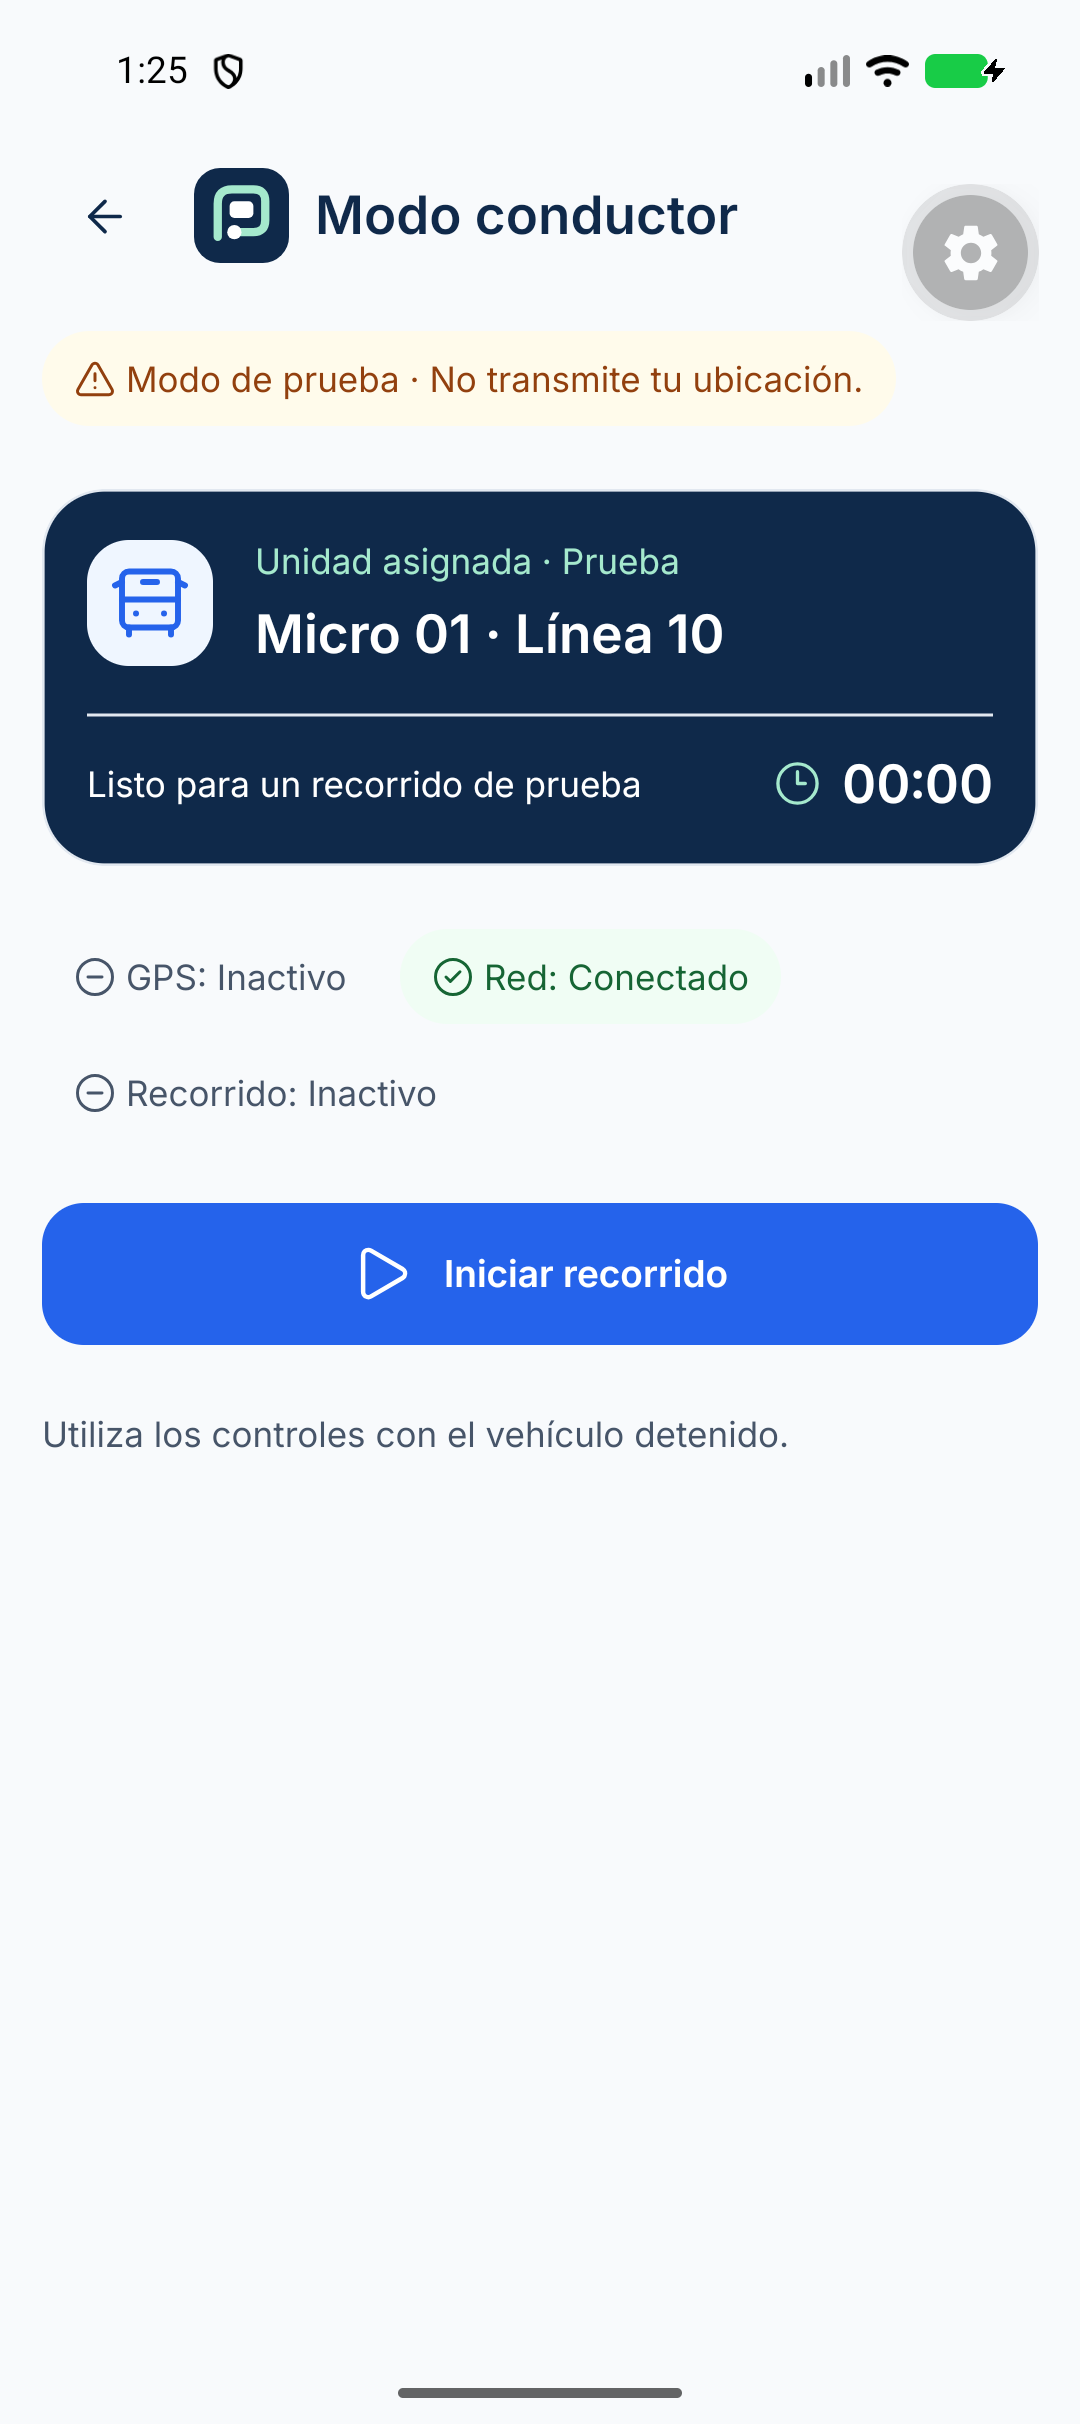 1:25
Modo conductor
Modo de prueba · No transmite tu ubicación.
Unidad asignada · Prueba
Micro 01 · Línea 10
Listo para un recorrido de prueba
00:00
GPS: Inactivo
Red: Conectado
Recorrido: Inactivo
Iniciar recorrido
Utiliza los controles con el vehículo detenido.